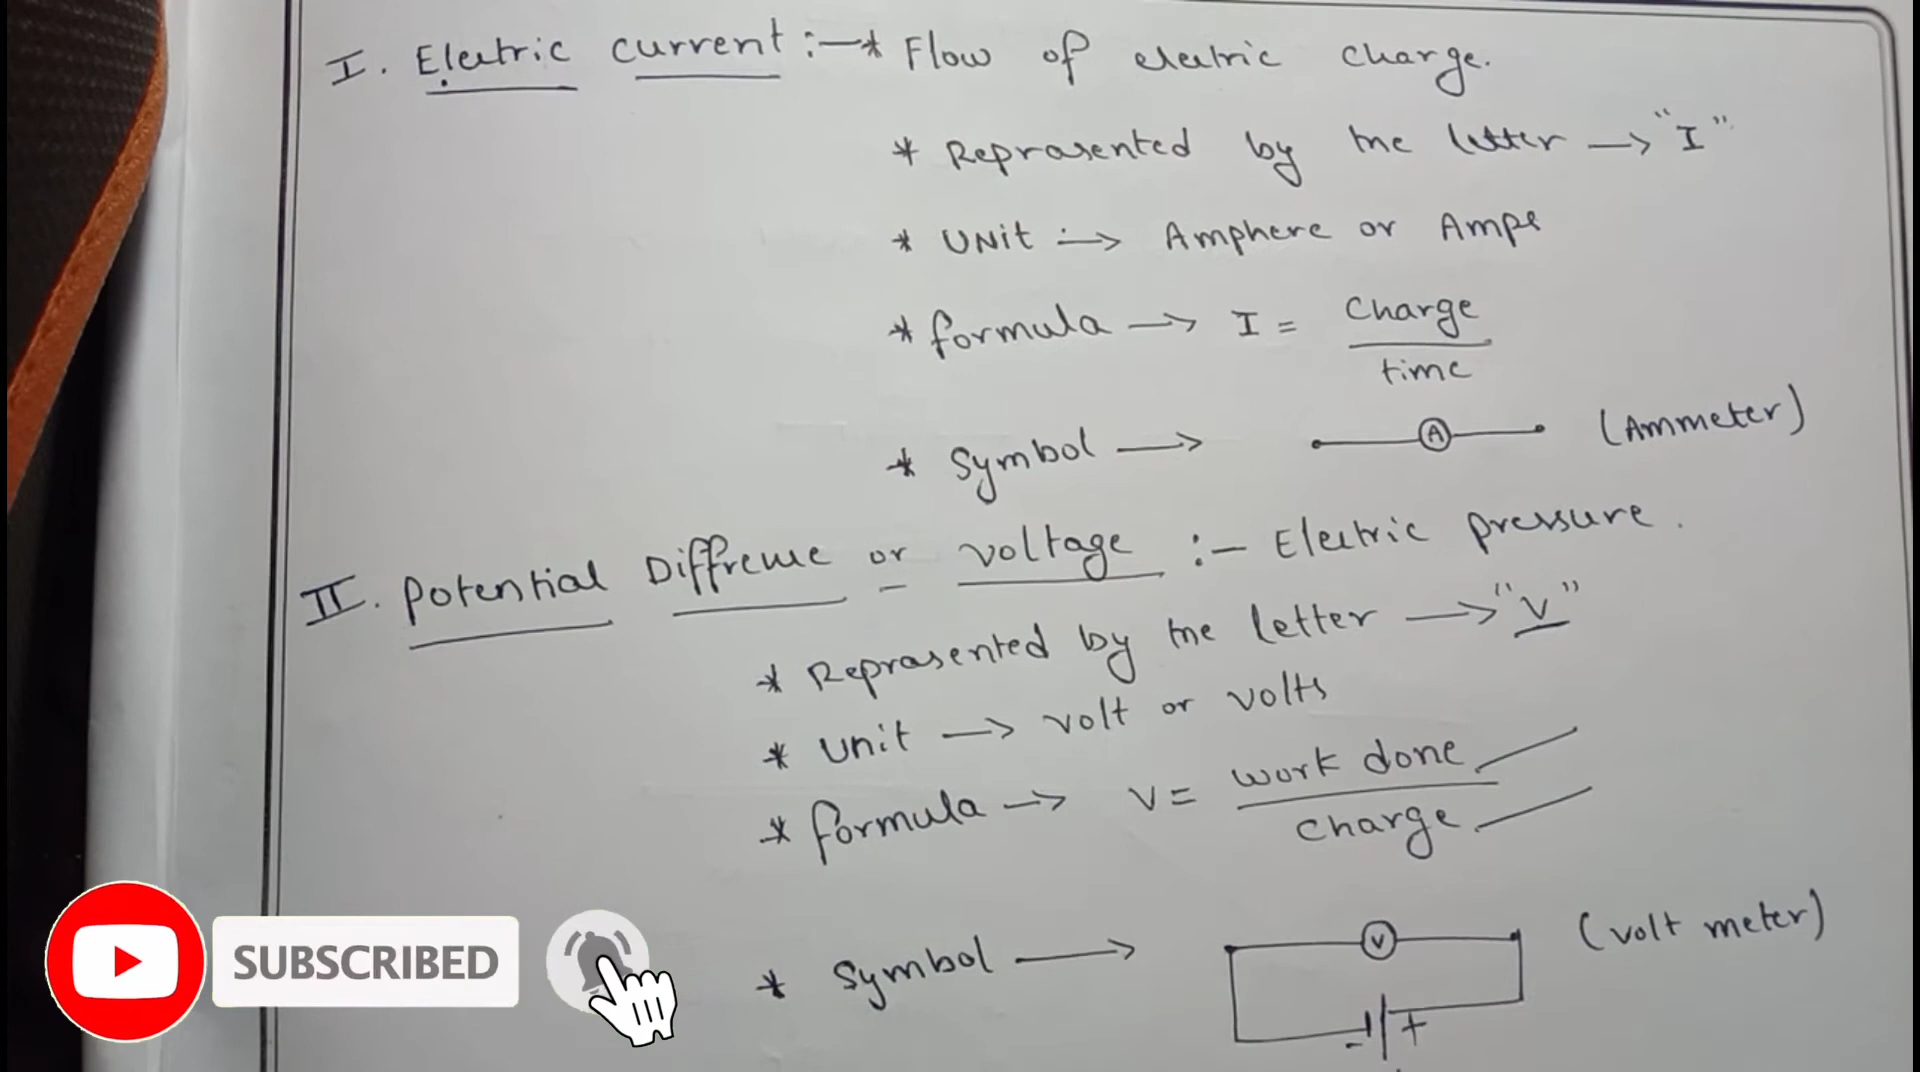 I. Electric current :-* Flow of electric charge.
* Reprasented by the letter → "I"
* UNit :→ Amphere or Amps
* formula → I = Charge
time
* Symbol → A (Ammeter)
II. Potential Diffrence or voltage :- Electric pressure.
* Reprasented by the letter → "V"
* Unit → volt or volts
* formula → V = work done
charge
* Symbol → V (volt meter)
- +
SUBSCRIBED